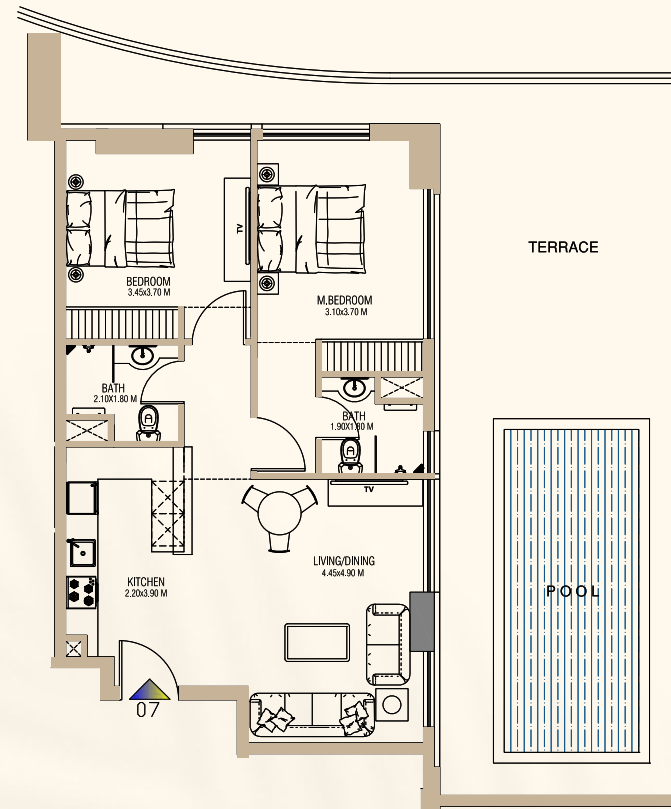 TV
TERRACE
BEDROOM
3.45x3.70 M
M.BEDROOM
3.10x3.70 M
BATH
2.10X1.80 M
BATH
1.90X1.80 M
TV
LIVING/DINING
4.45x4.90 M
KITCHEN
2.20x3.90 M
POOL
07